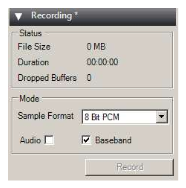 Recording *
Status
File Size 0 MB
Duration 00:00:00
Dropped Buffers 0
Mode
Sample Format 8 Bit PCM
Audio Baseband
Record